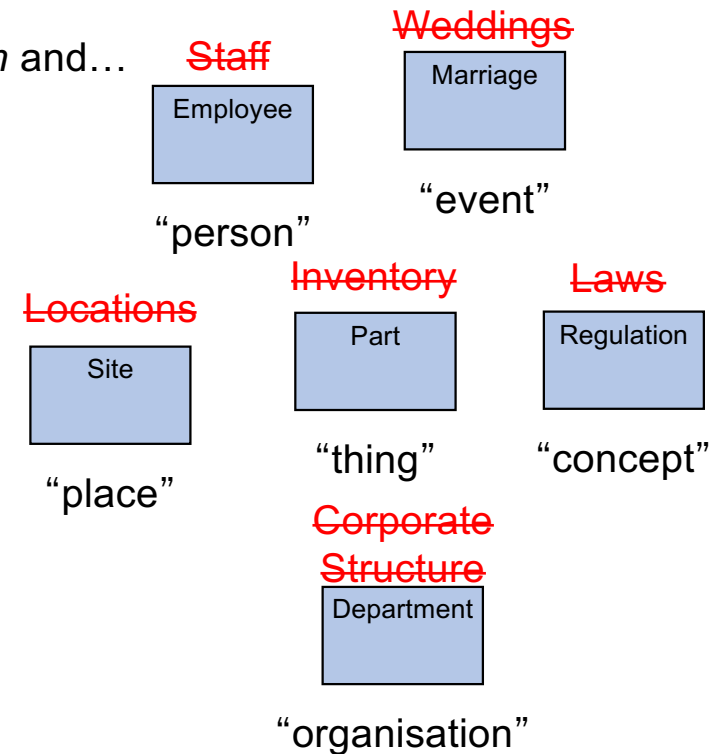 n and…
Staff
Weddings
Employee
Marriage
“person”
“event”
Locations
Inventory
Laws
Site
Part
Regulation
“place”
“thing”
“concept”
Corporate
Structure
Department
“organisation”